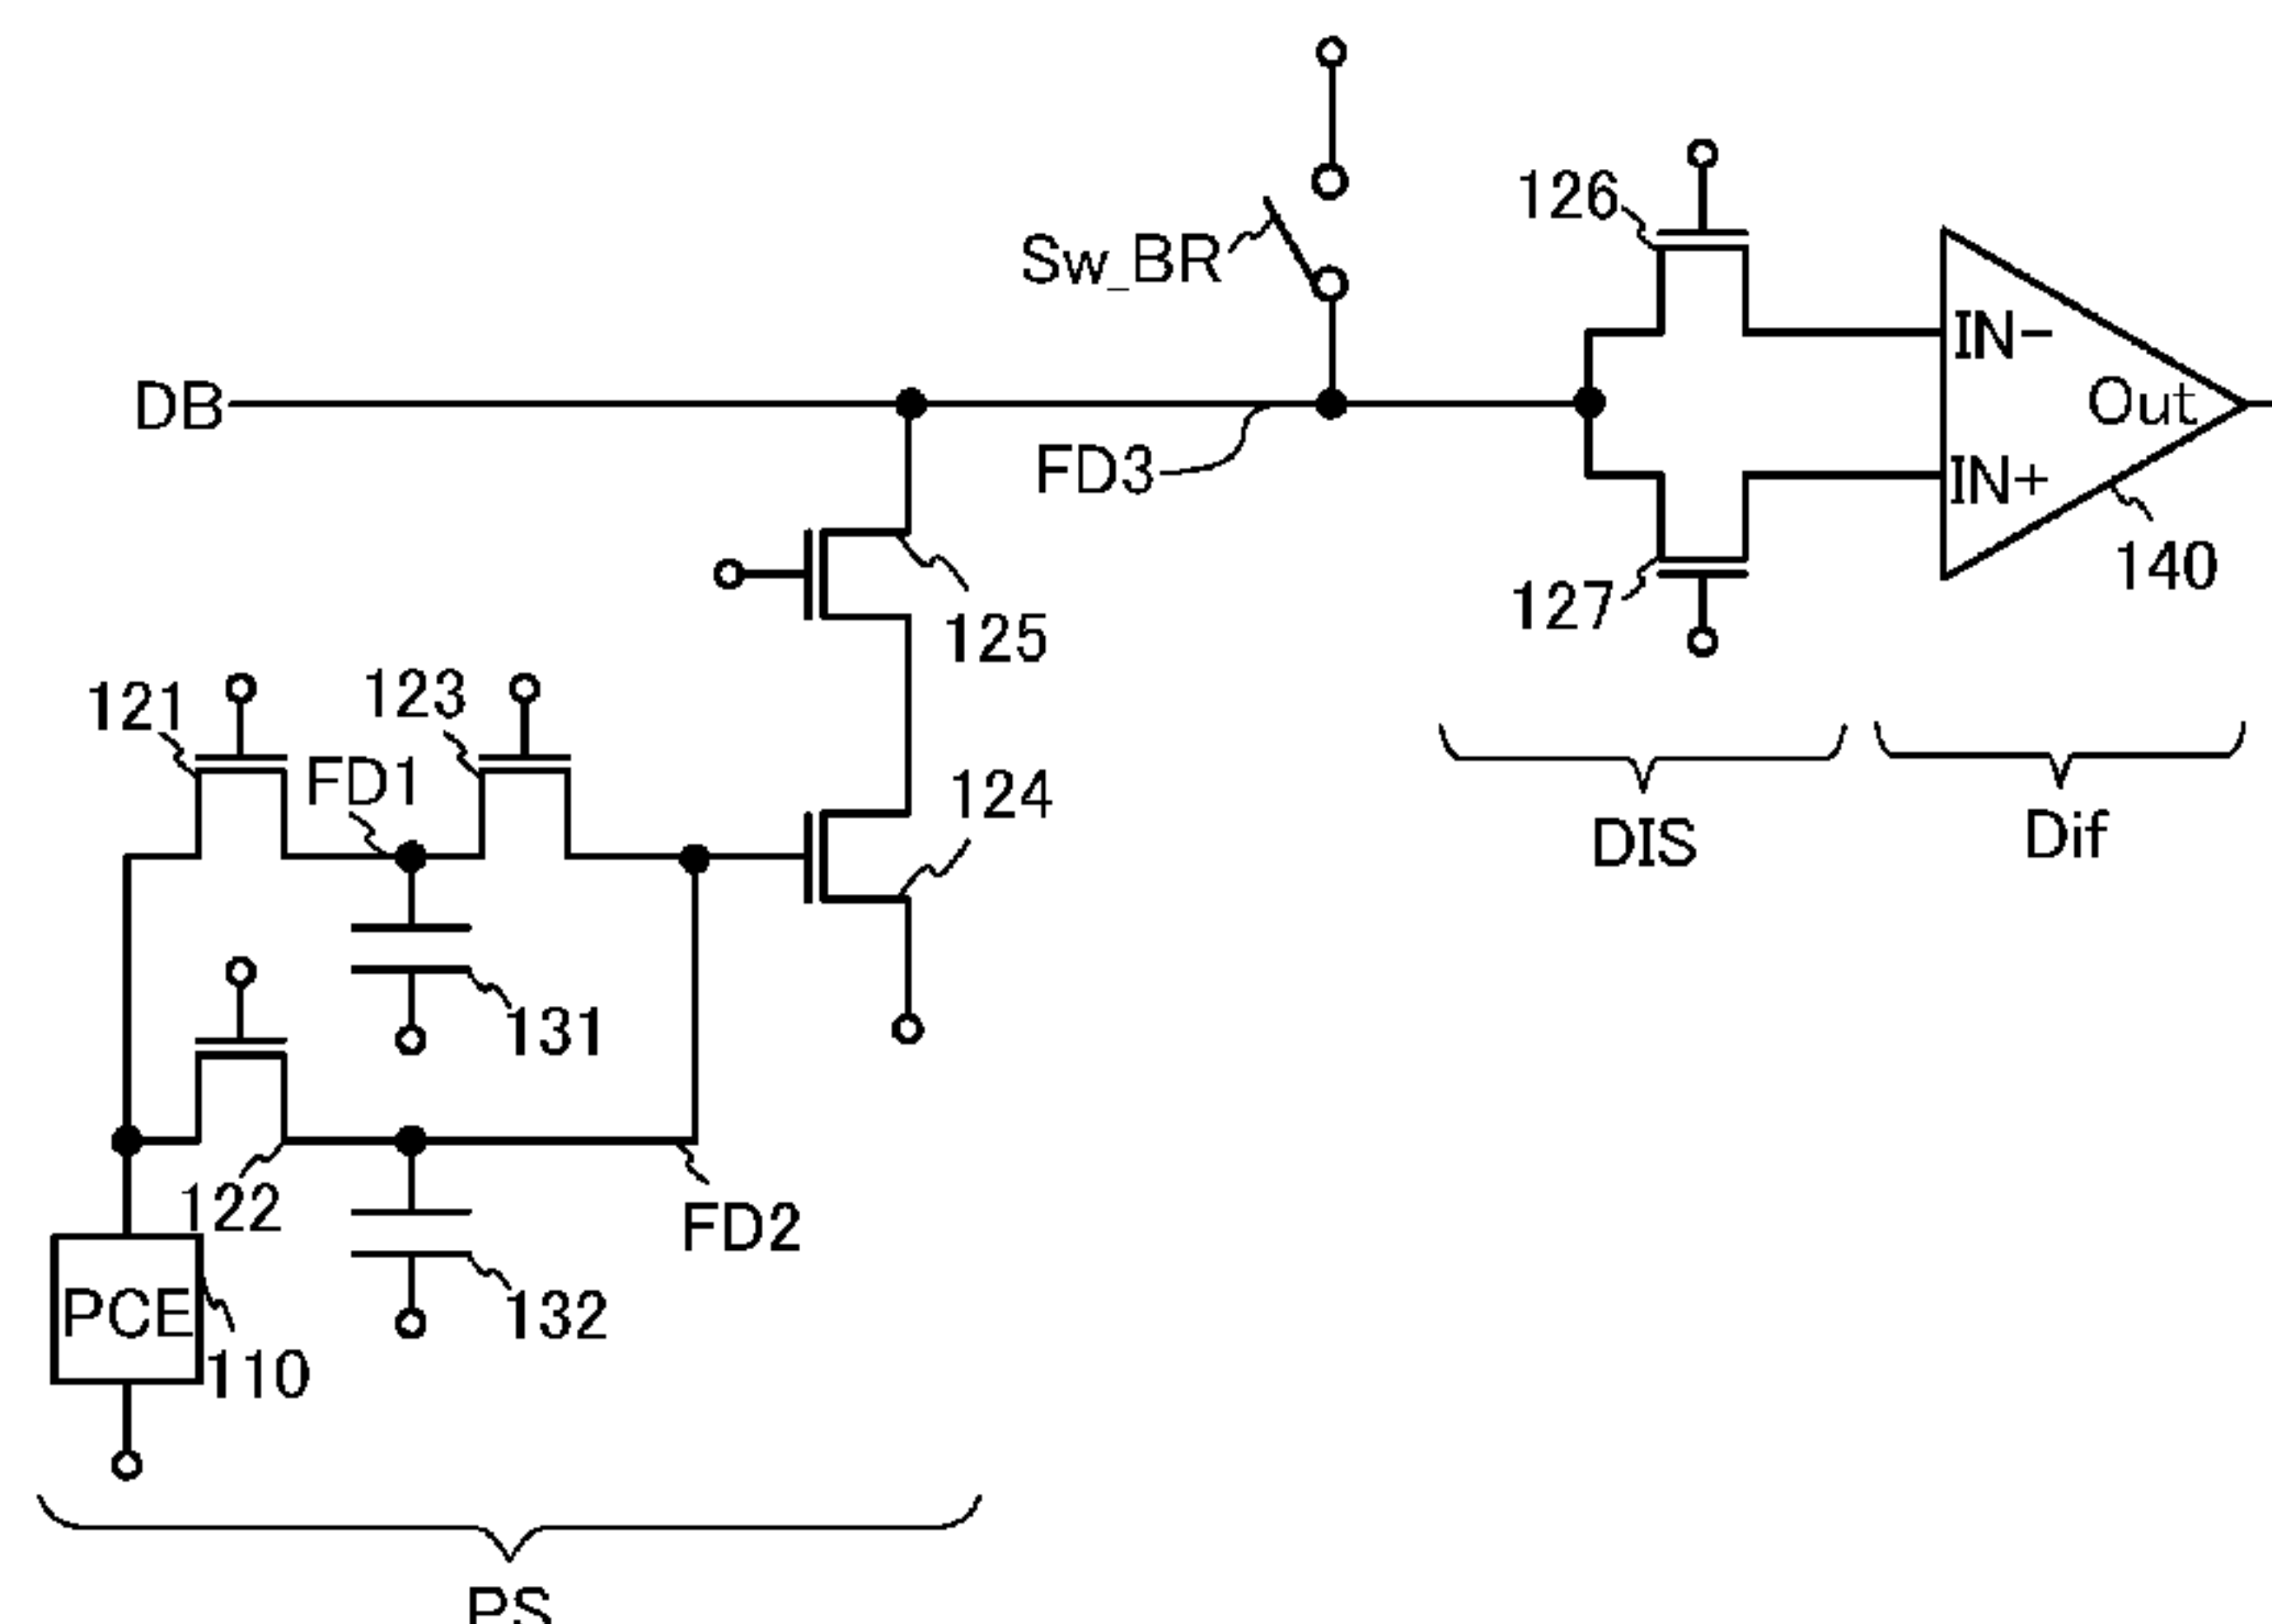 126
Sw_BR
IN-
DB
Out
FD3
IN+
140
127
125
121
123
FD1
124
DIS
Dif
131
122
FD2
PCE
132
110
PS